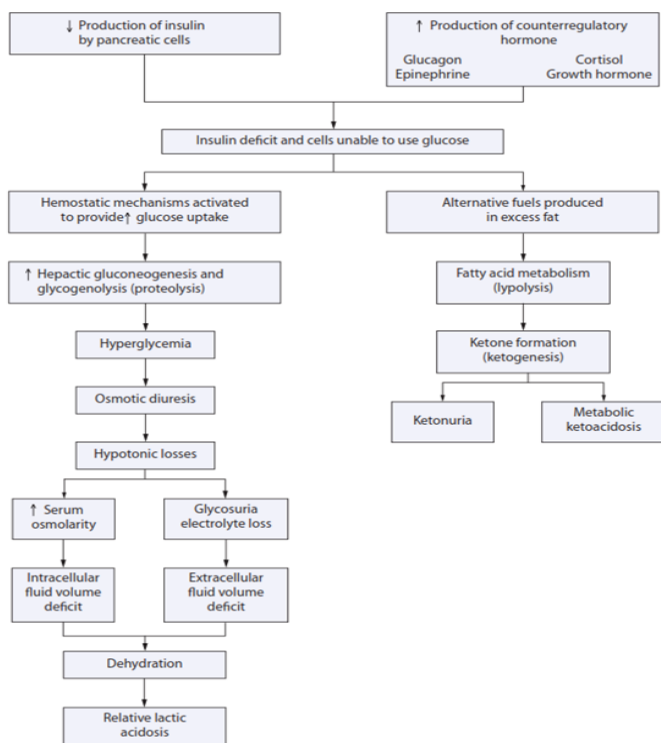 ↓ Production of insulin
by pancreatic cells
↑ Production of counterregulatory
hormone
Glucagon Cortisol
Epinephrine Growth hormone
Insulin deficit and cells unable to use glucose
Hemostatic mechanisms activated
to provide↑ glucose uptake
Alternative fuels produced
in excess fat
↑ Hepactic gluconeogenesis and
glycogenolysis (proteolysis)
Fatty acid metabolism
(lypolysis)
Hyperglycemia
Ketone formation
(ketogenesis)
Osmotic diuresis
Ketonuria
Metabolic
ketoacidosis
Hypotonic losses
↑ Serum
osmolarity
Glycosuria
electrolyte loss
Intracellular
fluid volume
deficit
Extracellular
fluid volume
deficit
Dehydration
Relative lactic
acidosis